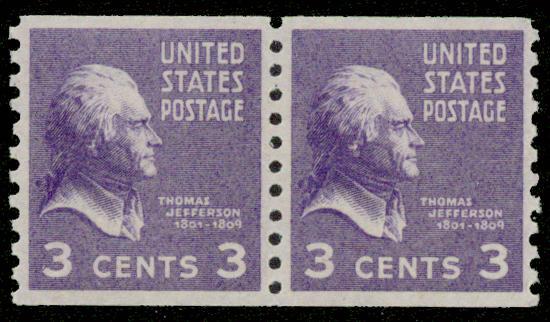 UNITED
STATES
POSTAGE
THOMAS
JEFFERSON
1801-1809
3 CENTS 3
UNITED
STATES
POSTAGE
THOMAS
JEFFERSON
1801-1809
3 CENTS 3